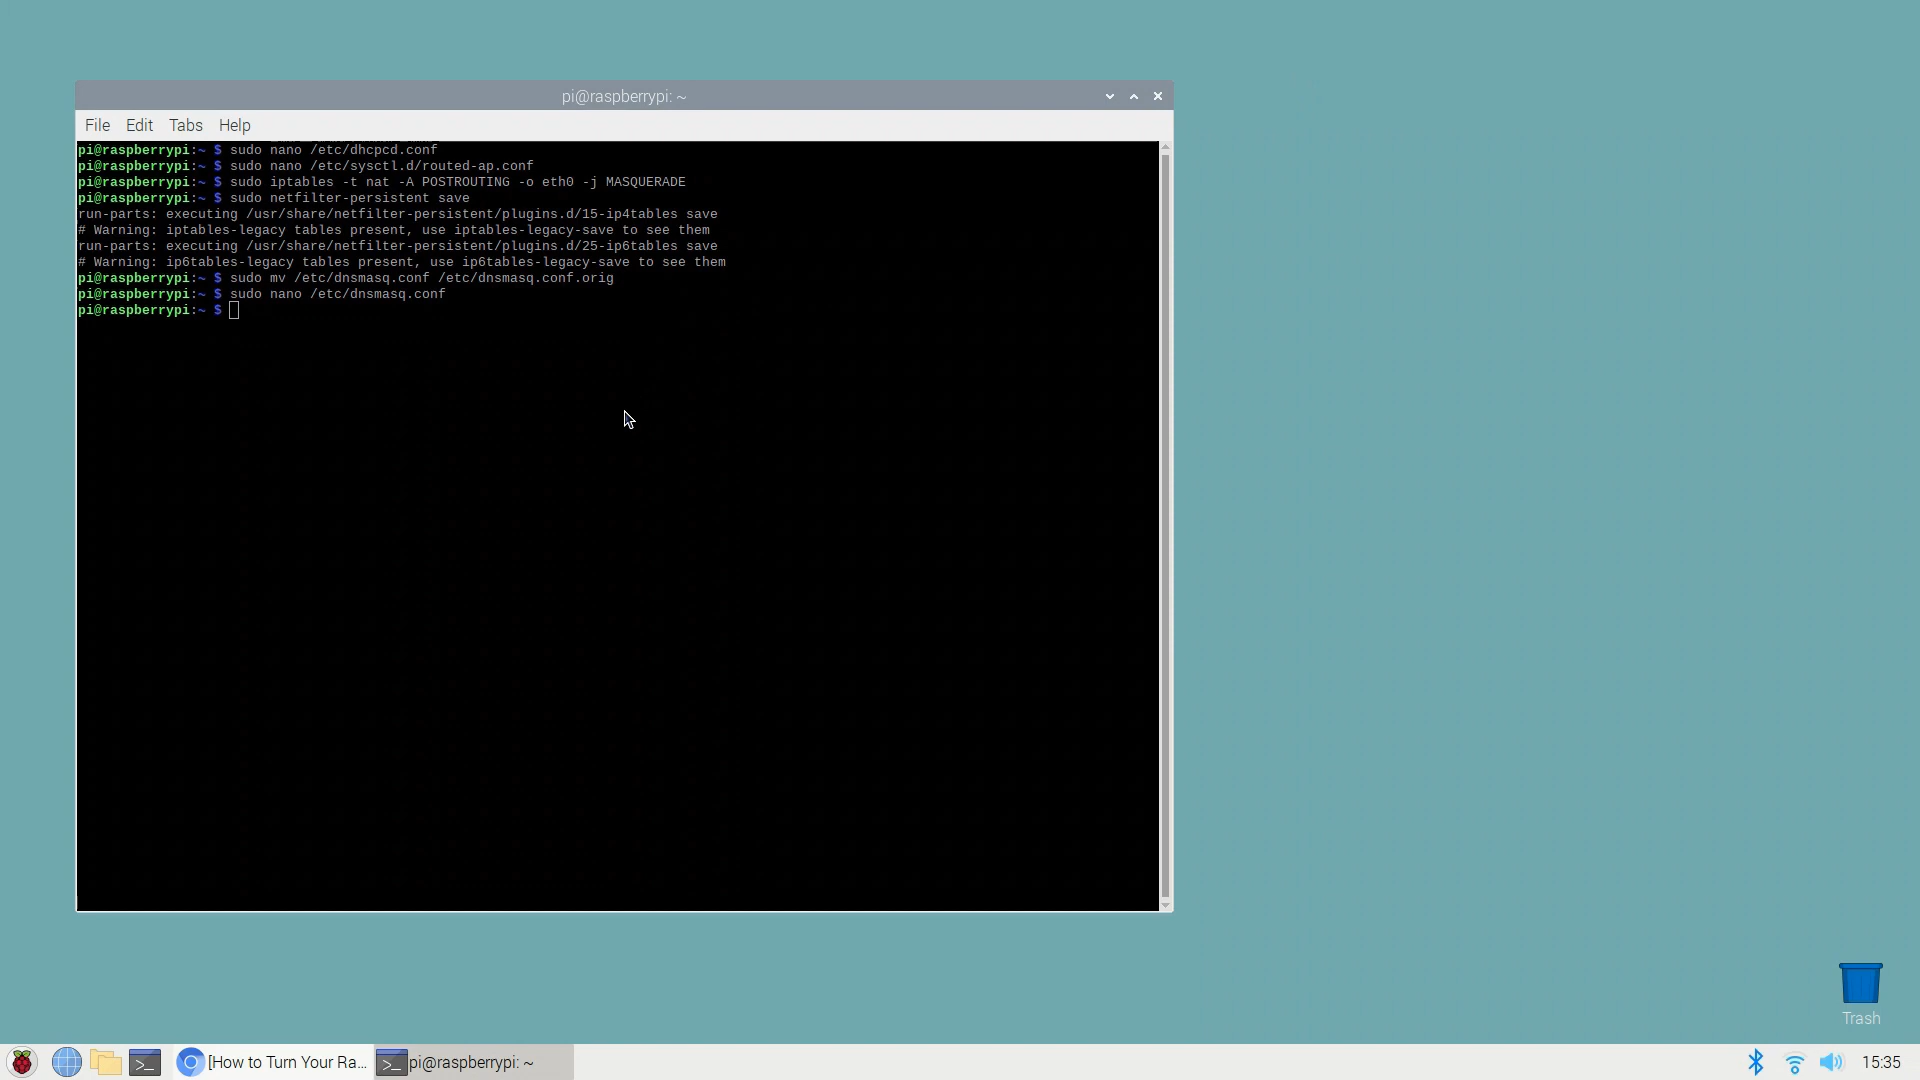 pi@raspberrypi: ~
File Edit Tabs Help
pi@raspberrypi:~ $ sudo nano /etc/dhcpcd.conf
pi@raspberrypi:~ $ sudo nano /etc/sysctl.d/routed-ap.conf
pi@raspberrypi:~ $ sudo iptables -t nat -A POSTROUTING -o eth0 -j MASQUERADE
pi@raspberrypi:~ $ sudo netfilter-persistent save
run-parts: executing /usr/share/netfilter-persistent/plugins.d/15-ip4tables save
# Warning: iptables-legacy tables present, use iptables-legacy-save to see them
run-parts: executing /usr/share/netfilter-persistent/plugins.d/25-ip6tables save
# Warning: ip6tables-legacy tables present, use ip6tables-legacy-save to see them
pi@raspberrypi:~ $ sudo mv /etc/dnsmasq.conf /etc/dnsmasq.conf.orig
pi@raspberrypi:~ $ sudo nano /etc/dnsmasq.conf
pi@raspberrypi:~ $
Trash
[How to Turn Your Ra... pi@raspberrypi: ~ 15:35